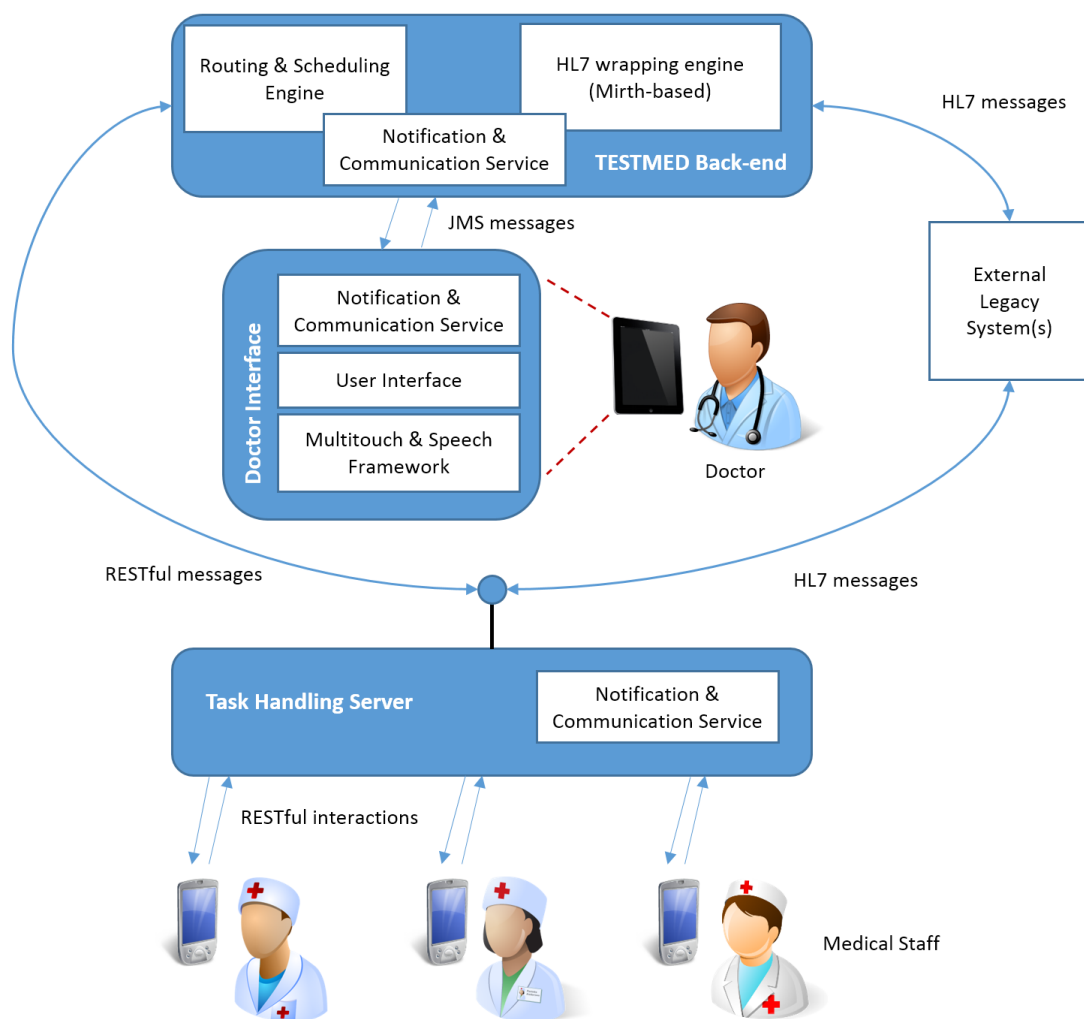 Routing & Scheduling
Engine
HL7 wrapping engine
(Mirth-based)
HL7 messages
Notification &
Communication Service
TESTMED Back-end
JMS messages
Doctor Interface
Notification &
Communication Service
User Interface
Multitouch & Speech
Framework
Doctor
External
Legacy
System(s)
RESTful messages
HL7 messages
Task Handling Server
Notification &
Communication Service
RESTful interactions
Medical Staff